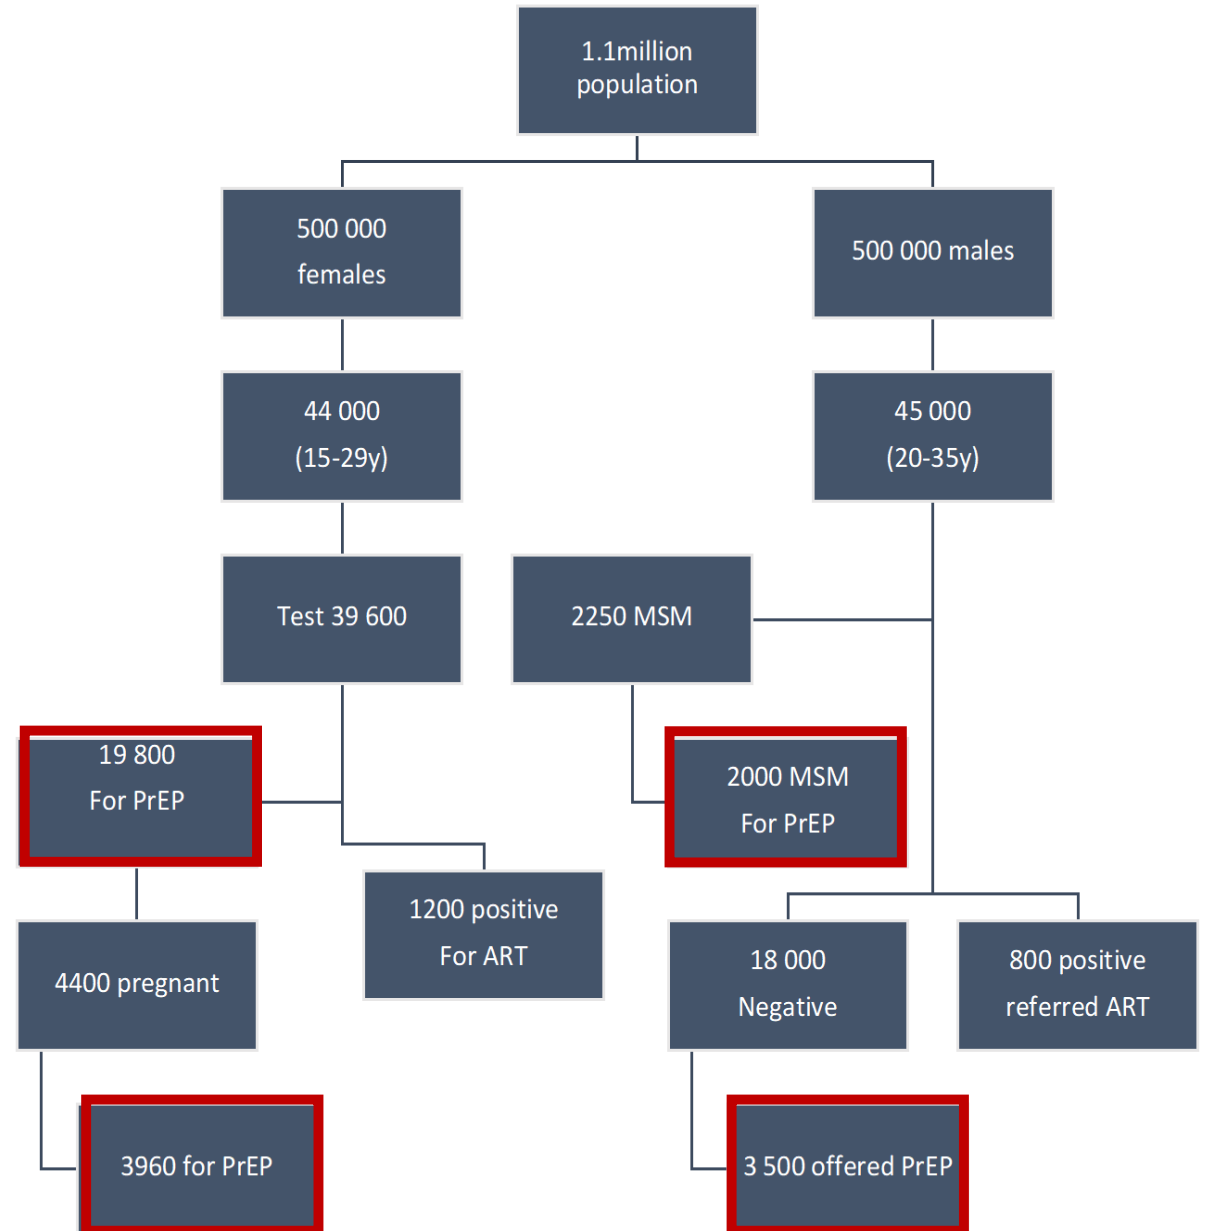 1.1million
population
500 000
females
500 000 males
44 000
(15-29y)
45 000
(20-35y)
Test 39 600
2250 MSM
19 800
For PrEP
2000 MSM
For PrEP
1200 positive
For ART
4400 pregnant
18 000
Negative
800 positive
referred ART
3960 for PrEP
3 500 offered PrEP